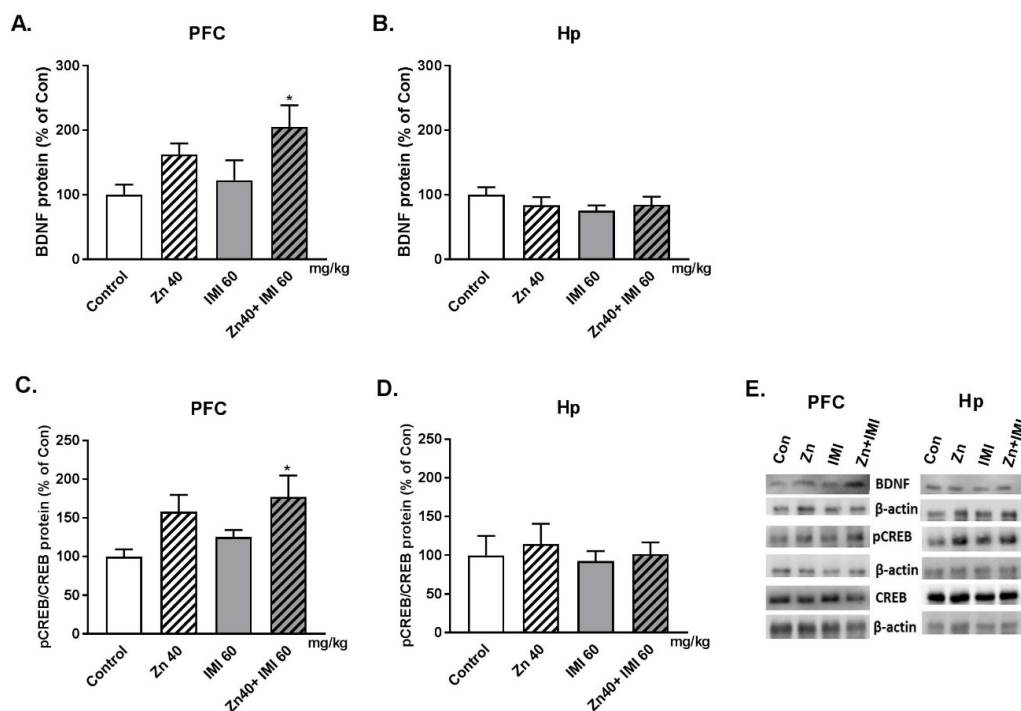 A.
PFC
BDNF protein (% of Con)
300
200
100
0
Control
Zn 40
IMI 60
Zn40+ IMI 60
mg/kg
B.
Hp
BDNF protein (% of Con)
300
200
100
0
Control
Zn 40
IMI 60
Zn40+ IMI 60
mg/kg
*
C.
PFC
pCREB/CREB protein (% of Con)
250
200
150
100
50
0
Control
Zn 40
IMI 60
Zn40+ IMI 60
mg/kg
*
D.
Hp
pCREB/CREB protein (% of Con)
250
200
150
100
50
0
Control
Zn 40
IMI 60
Zn40+ IMI 60
mg/kg
E.
PFC
Hp
Con Zn IMI Zn+IMI
Con Zn IMI Zn+IMI
BDNF
β-actin
pCREB
β-actin
CREB
β-actin